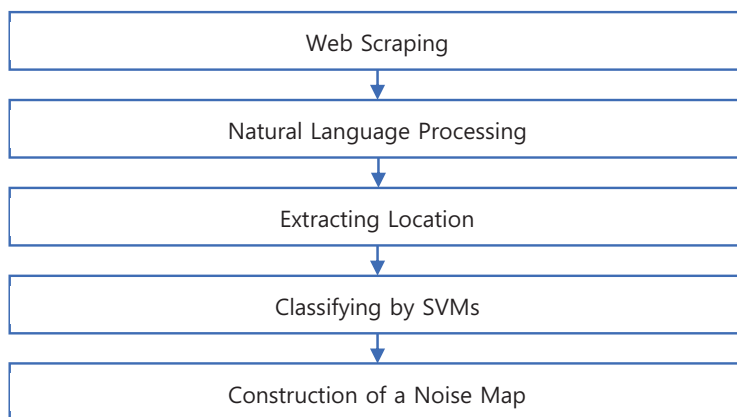 Web Scraping
Natural Language Processing
Extracting Location
Classifying by SVMs
Construction of a Noise Map